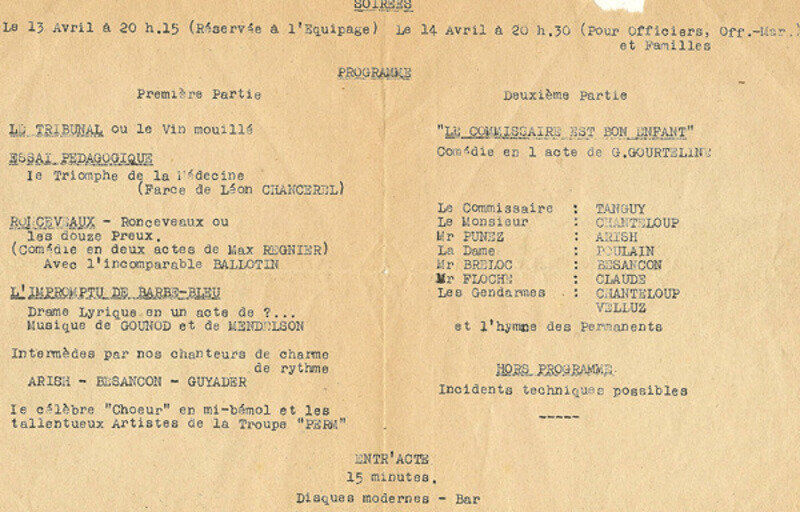 SOIREES
Le 13 Avril à 20 h.15 (Réservée à l'Equipage) Le 14 Avril à 20 h.30 (Pour Officiers, Off.-Mar.)
et Familles
PROGRAMME
Première Partie
LE TRIBUNAL ou le Vin mouillé
ESSAI PEDAGOGIQUE
le Triomphe de la Médecine
(Farce de Léon CHANCEREL)
RONCEVEAUX - Ronceveaux ou
les douze Preux.
(Comédie en deux actes de Max REGNIER)
Avec l'incomparable BALLOTIN
L'IMPROMPTU DE BARBE-BLEU
Drame Lyrique en un acte de ?...
Musique de GOUNOD et de MENDELSON
Intermèdes par nos chanteurs de charme
de rythme
ARISH - BESANCON - GUYADER
le célèbre "Choeur" en mi-bémol et les
tallentueux Artistes de la Troupe "PERM"
Deuxième Partie
"LE COMMISSAIRE EST BON ENFANT"
Comédie en 1 acte de G.GOURTELINE
Le Commissaire : TANGUY
Le Monsieur : CHANTELOUP
Mr PUNEZ : ARISH
La Dame : POULAIN
Mr BRELOC : BESANCON
Mr FLOCHE : CLAUDE
Les Gendarmes : CHANTELOUP
VELLUZ
et l'hymne des Permanents
HORS PROGRAMME
Incidents techniques possibles
-----
ENTR'ACTE
15 minutes.
Disques modernes - Bar